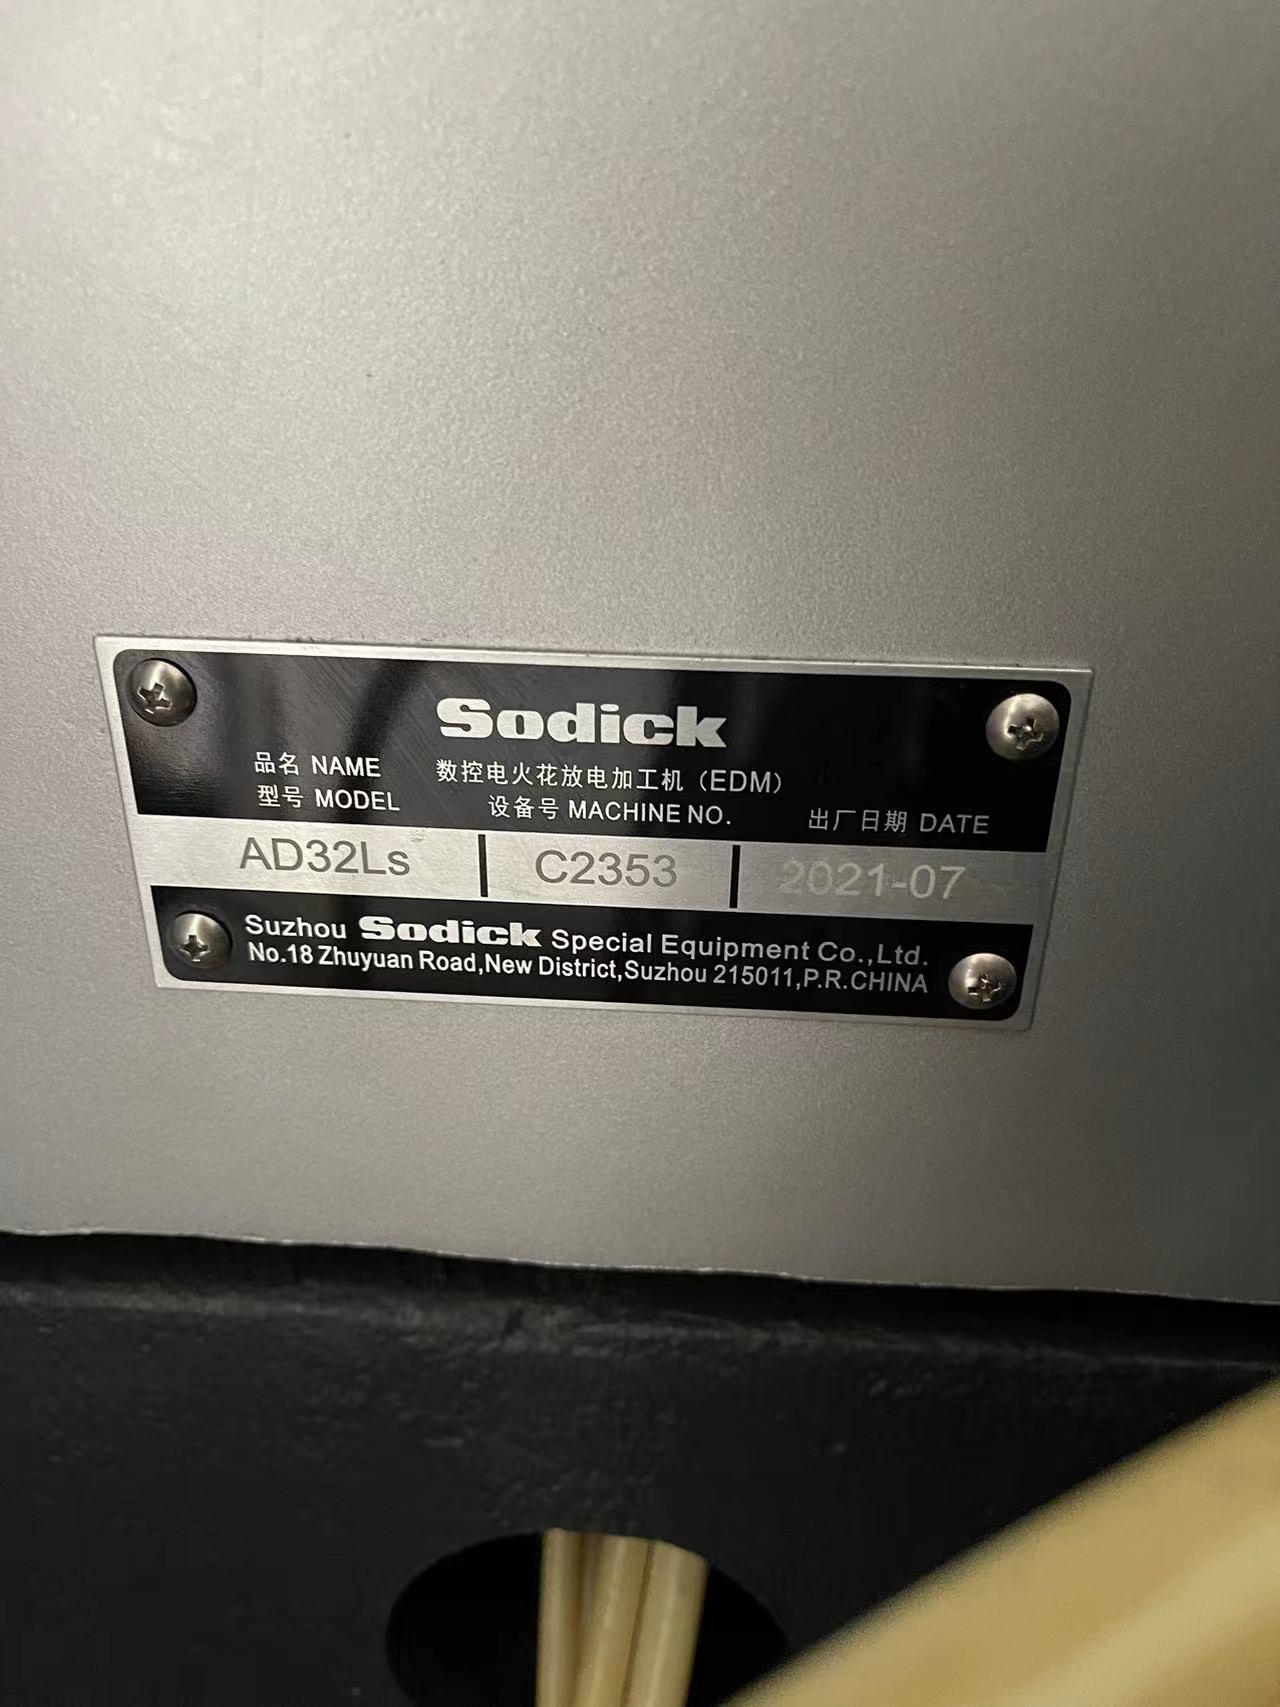 Sodick
品名 NAME 数控电火花放电加工机（EDM）
型号 MODEL 设备号 MACHINE NO. 出厂日期 DATE
AD32Ls C2353 2021-07
Suzhou Sodick Special Equipment Co.,Ltd.
No.18 Zhuyuan Road,New District,Suzhou 215011,P.R.CHINA